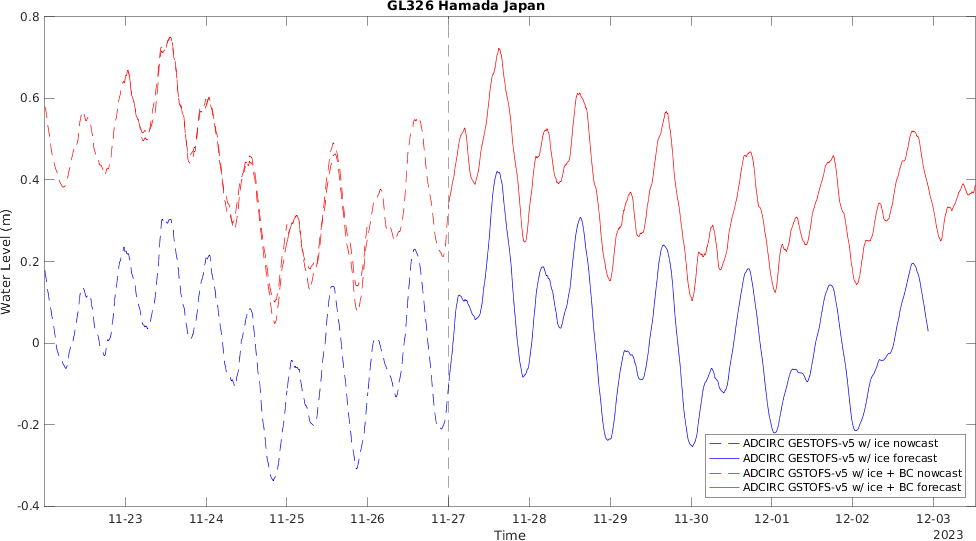 GL326 Hamada Japan
0.8
0.6
0.4
0.2
0
-0.2
-0.4
Water Level (m)
ADCIRC GESTOFS-v5 w/ ice nowcast
ADCIRC GESTOFS-v5 w/ ice forecast
ADCIRC GSTOFS-v5 w/ ice + BC nowcast
ADCIRC GSTOFS-v5 w/ ice + BC forecast
11-23 11-24 11-25 11-26 11-27 11-28 11-29 11-30 12-01 12-02 12-03
Time 2023